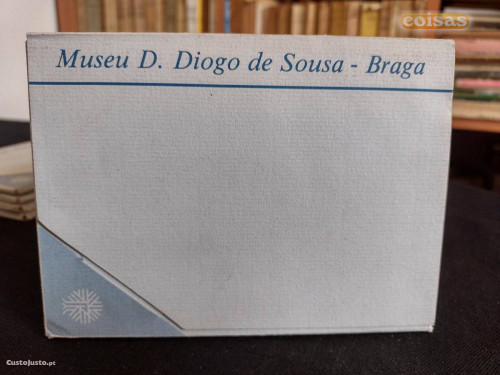 coisas
Museu D. Diogo de Sousa - Braga
CustoJusto.pt